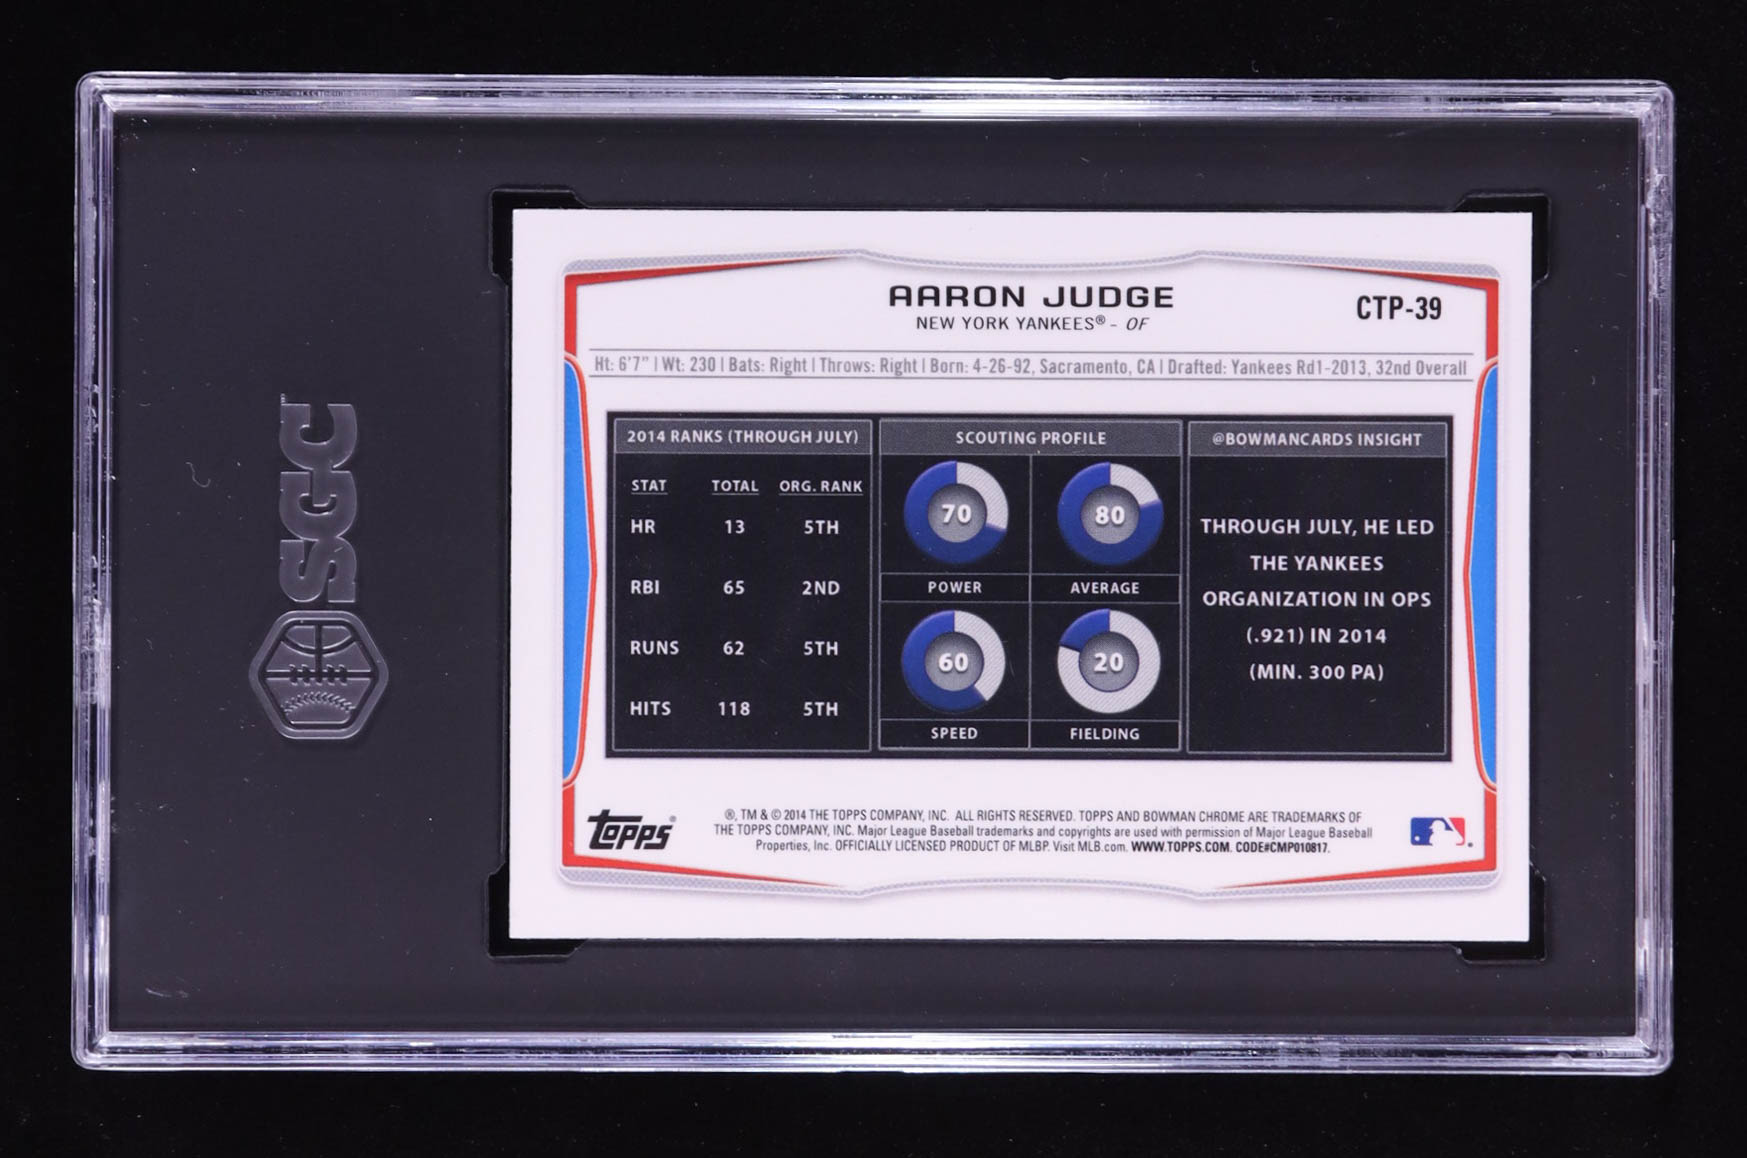 SGC
AARON JUDGE
NEW YORK YANKEES® - OF
CTP-39
Ht: 6'7" | Wt: 230 | Bats: Right | Throws: Right | Born: 4-26-92, Sacramento, CA | Drafted: Yankees Rd1-2013, 32nd Overall
2014 RANKS (THROUGH JULY)
STAT TOTAL ORG. RANK
HR 13 5TH
RBI 65 2ND
RUNS 62 5TH
HITS 118 5TH
SCOUTING PROFILE
70 80
POWER AVERAGE
60 20
SPEED FIELDING
@BOWMANCARDS INSIGHT
THROUGH JULY, HE LED
THE YANKEES
ORGANIZATION IN OPS
(.921) IN 2014
(MIN. 300 PA)
Topps®
®, TM & © 2014 THE TOPPS COMPANY, INC. ALL RIGHTS RESERVED. TOPPS AND BOWMAN CHROME ARE TRADEMARKS OF
THE TOPPS COMPANY, INC. Major League Baseball trademarks and copyrights are used with permission of Major League Baseball
Properties, Inc. OFFICIALLY LICENSED PRODUCT OF MLBP. Visit MLB.com. WWW.TOPPS.COM. CODE#CMP010817.